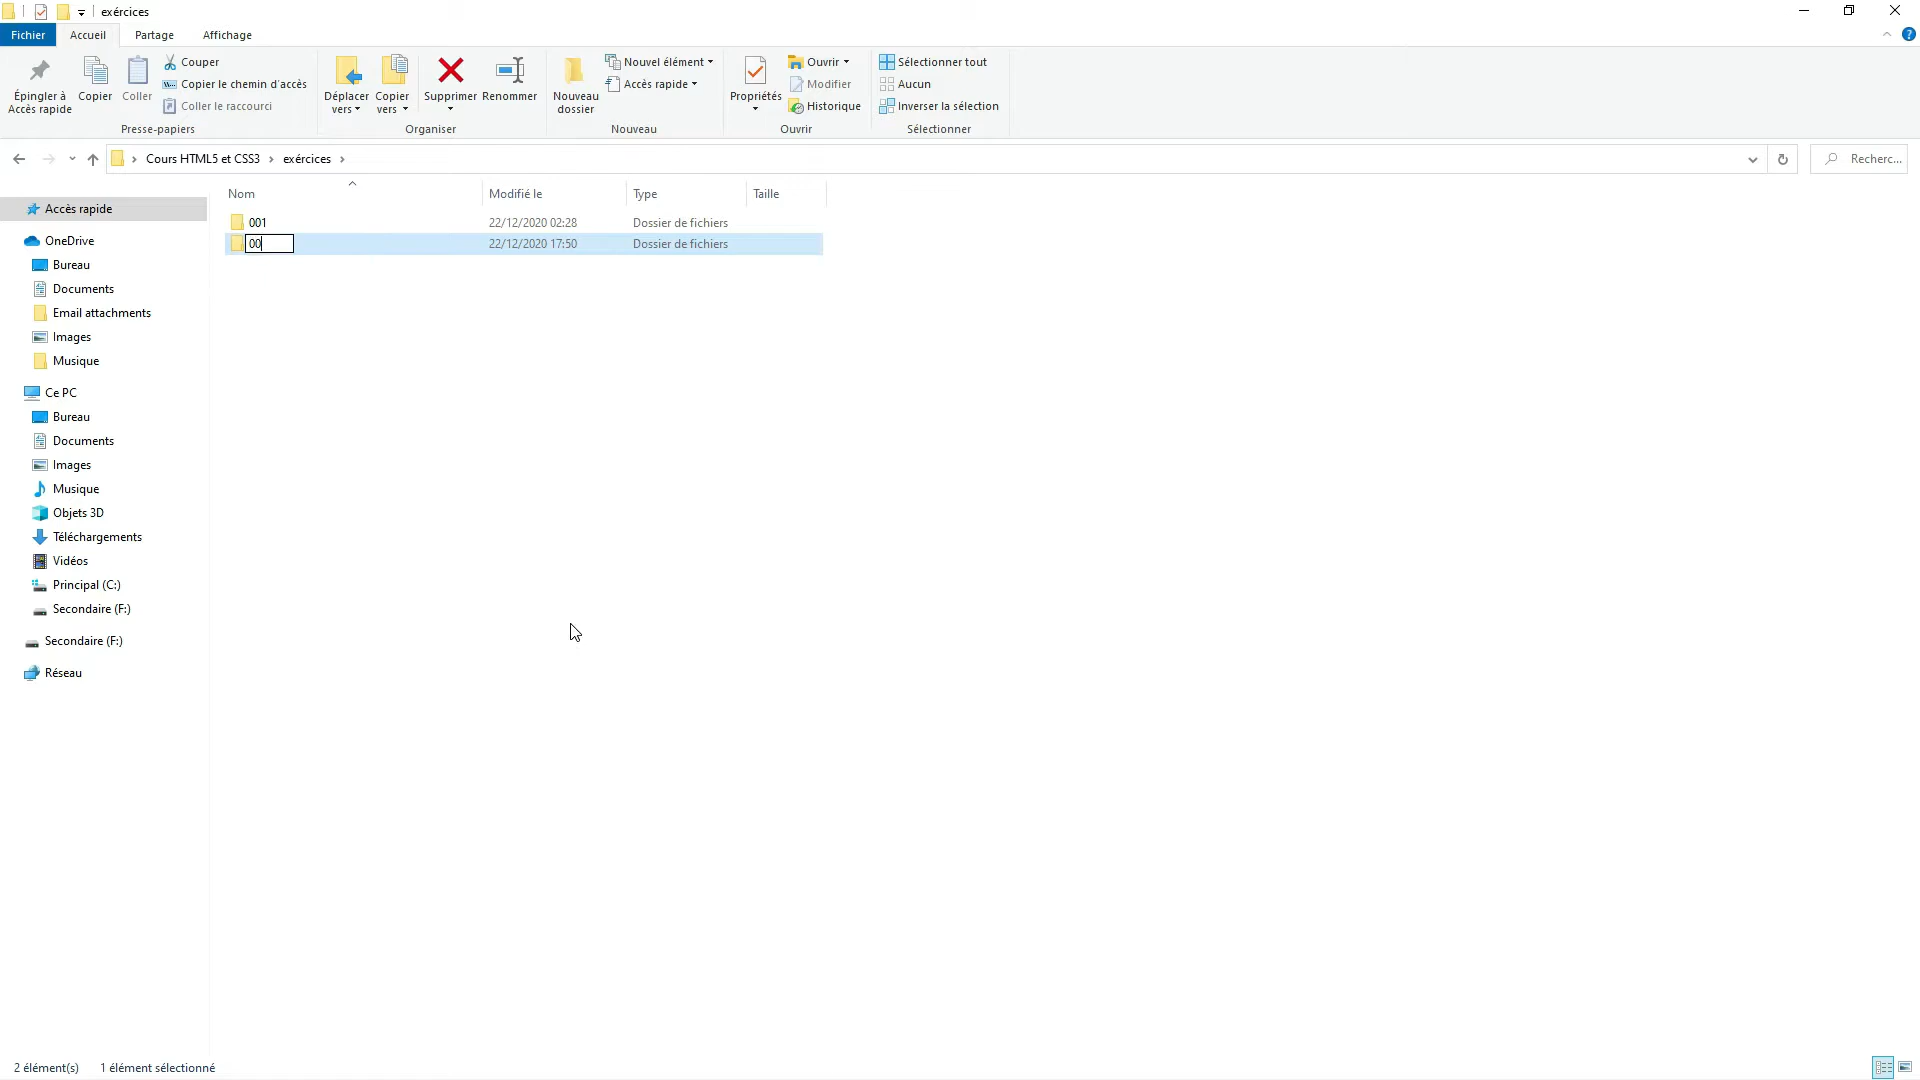 exércices
Fichier Accueil Partage Affichage
Épingler à Accès rapide Copier Coller Couper
Copier le chemin d'accès
Coller le raccourci
Presse-papiers
Déplacer vers Copier vers Supprimer Renommer
Organiser
Nouveau dossier Nouvel élément
Accès rapide
Nouveau
Propriétés Ouvrir
Modifier
Historique
Ouvrir
Sélectionner tout
Aucun
Inverser la sélection
Sélectionner
Cours HTML5 et CSS3 exércices Recherc...
Nom Modifié le Type Taille
001 22/12/2020 02:28 Dossier de fichiers
00 22/12/2020 17:50 Dossier de fichiers
Accès rapide
OneDrive
Bureau
Documents
Email attachments
Images
Musique
Ce PC
Bureau
Documents
Images
Musique
Objets 3D
Téléchargements
Vidéos
Principal (C:)
Secondaire (F:)
Secondaire (F:)
Réseau
2 élément(s) 1 élément sélectionné